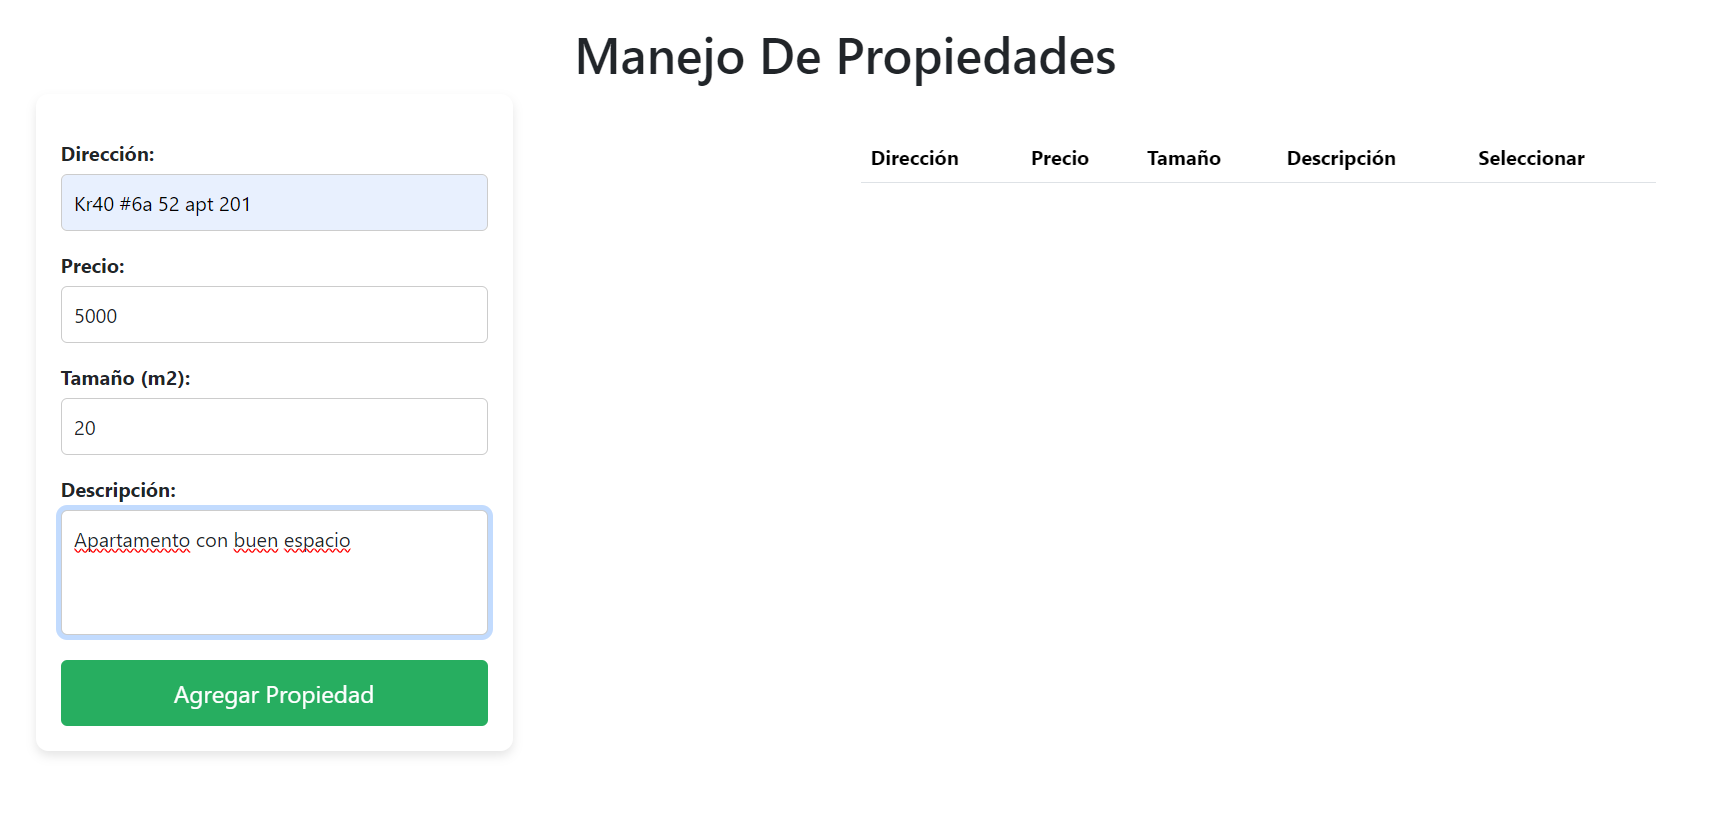 Manejo De Propiedades
Dirección:
Kr40 #6a 52 apt 201
Precio:
5000
Tamaño (m2):
20
Descripción:
Apartamento con buen espacio
Agregar Propiedad
Dirección Precio Tamaño Descripción Seleccionar